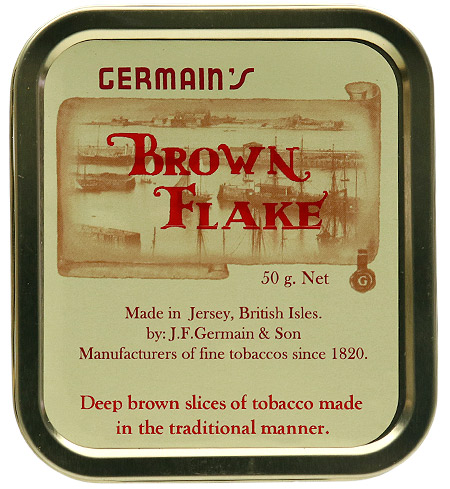 GERMAIN'S
BROWN
FLAKE
50 g. Net
G
Made in Jersey, British Isles.
by: J.F.Germain & Son
Manufacturers of fine tobaccos since 1820.
Deep brown slices of tobacco made
in the traditional manner.